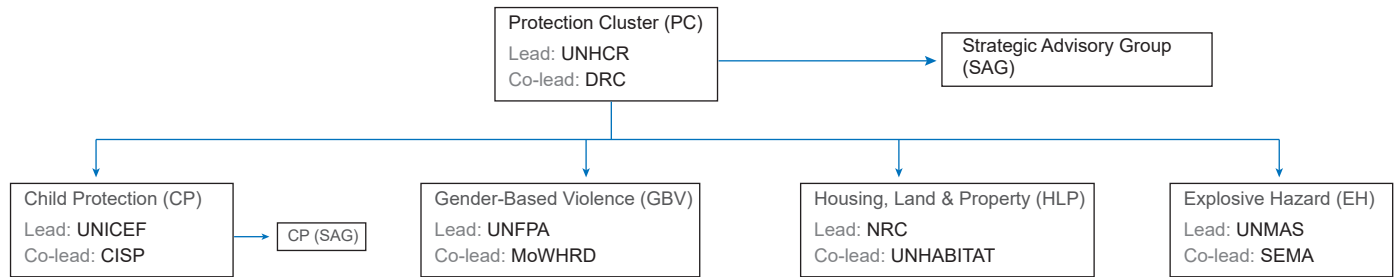 Protection Cluster (PC)
Lead: UNHCR
Co-lead: DRC
Strategic Advisory Group
(SAG)
Child Protection (CP)
Lead: UNICEF
Co-lead: CISP
CP (SAG)
Gender-Based Violence (GBV)
Lead: UNFPA
Co-lead: MoWHRD
Housing, Land & Property (HLP)
Lead: NRC
Co-lead: UNHABITAT
Explosive Hazard (EH)
Lead: UNMAS
Co-lead: SEMA